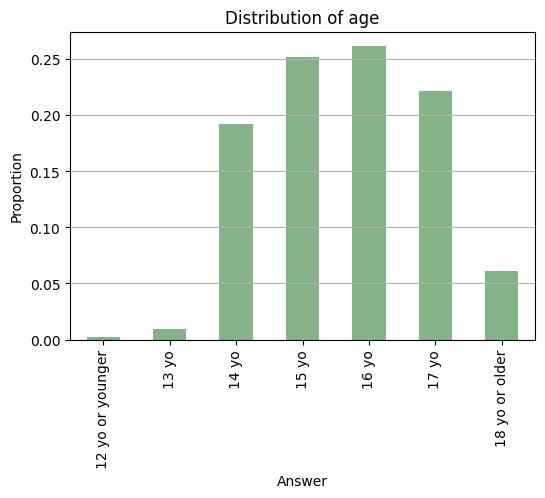 Distribution of age
Proportion
0.25
0.20
0.15
0.10
0.05
0.00
12 yo or younger
13 yo
14 yo
15 yo
16 yo
17 yo
18 yo or older
Answer